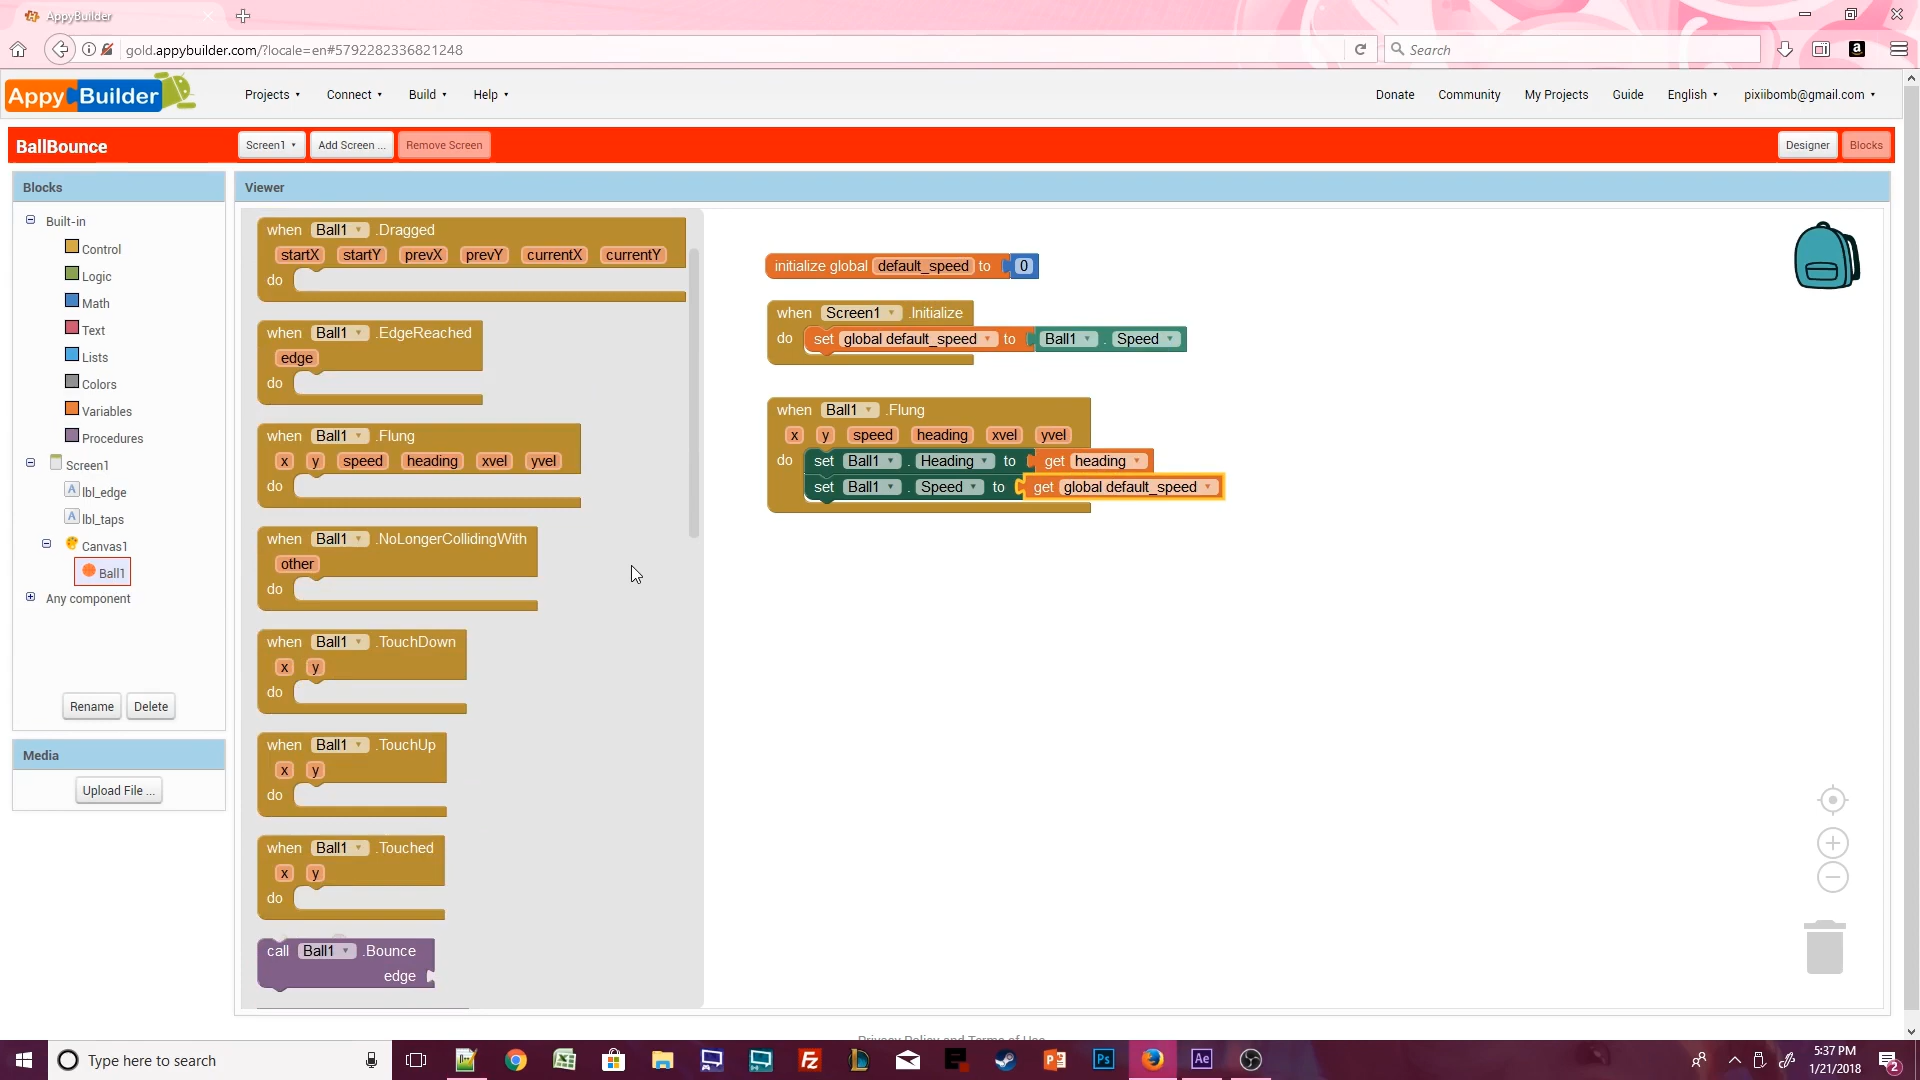 AppyBuilder
gold.appybuilder.com/?locale=en#5792282336821248
Search
Appy Builder
Projects
Connect
Build
Help
Donate
Community
My Projects
Guide
English
pixiibomb@gmail.com
BallBounce
Screen1
Add Screen ...
Remove Screen
Designer
Blocks
Blocks
Viewer
Built-in
Control
Logic
Math
Text
Lists
Colors
Variables
Procedures
Screen1
lbl_edge
lbl_taps
Canvas1
Ball1
Any component
Rename
Delete
Media
Upload File ...
when Ball1 .Dragged
startX startY prevX prevY currentX currentY
do
when Ball1 .EdgeReached
edge
do
when Ball1 .Flung
x y speed heading xvel yvel
do
when Ball1 .NoLongerCollidingWith
other
do
when Ball1 .TouchDown
x y
do
when Ball1 .TouchUp
x y
do
when Ball1 .Touched
x y
do
call Ball1 .Bounce
edge
initialize global default_speed to 0
when Screen1 .Initialize
do set global default_speed to Ball1 . Speed
when Ball1 .Flung
x y speed heading xvel yvel
do set Ball1 . Heading to get heading
set Ball1 . Speed to get global default_speed
Privacy Policy and Terms of Use
Type here to search
5:37 PM
1/21/2018
2